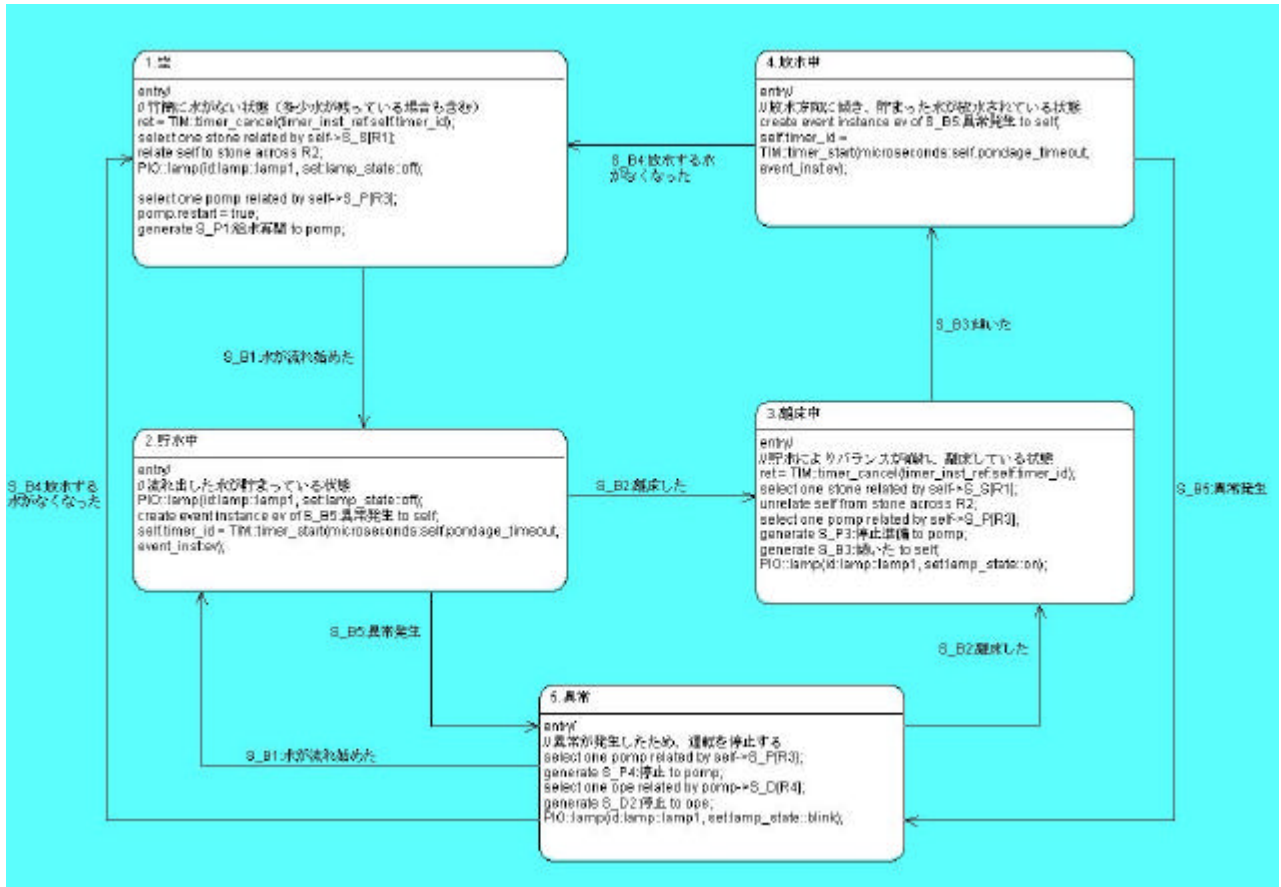 1.空
entry/
//竹筒に水がない状態（多少水が残っている場合も含む）
ret = TIM::timer_cancel(timer_inst_ref:self.timer_id);
select one stone related by self->S_S[R1];
relate self to stone across R2;
PIO::lamp(id:lamp::lamp1, set:lamp_state::off);
select one pomp related by self->S_P[R3];
pomp.restart = true;
generate S_P1:給水再開 to pomp;
4.放水中
entry/
//放水方向に傾き、貯まった水が放水されている状態
create event instance ev of S_B5:異常発生 to self;
self.timer_id =
TIM::timer_start(microseconds:self.pondage_timeout,
event_inst:ev);
S_B4:放水する水
がなくなった
S_B3:傾いた
S_B1:水が流れ始めた
2.貯水中
entry/
//流れ出した水が貯まっている状態
PIO::lamp(id:lamp::lamp1, set:lamp_state::off);
create event instance ev of S_B5:異常発生 to self;
self.timer_id = TIM::timer_start(microseconds:self.pondage_timeout,
event_inst:ev);
3.離床中
entry/
//貯水によりバランスが崩れ、離床している状態
ret = TIM::timer_cancel(timer_inst_ref:self.timer_id);
select one stone related by self->S_S[R1];
unrelate self from stone across R2;
select one pomp related by self->S_P[R3];
generate S_P3:停止準備 to pomp;
generate S_B3:傾いた to self;
PIO::lamp(id:lamp::lamp1, set:lamp_state::on);
S_B4:放水する
水がなくなった
S_B2:離床した
S_B5:異常発生
S_B5:異常発生
S_B2:離床した
S_B1:水が流れ始めた
5.異常
entry/
//異常が発生したため、運転を停止する
select one pomp related by self->S_P[R3];
generate S_P4:停止 to pomp;
select one ope related by pomp->S_D[R4];
generate S_D2:停止 to ope;
PIO::lamp(id:lamp::lamp1, set:lamp_state::blink);